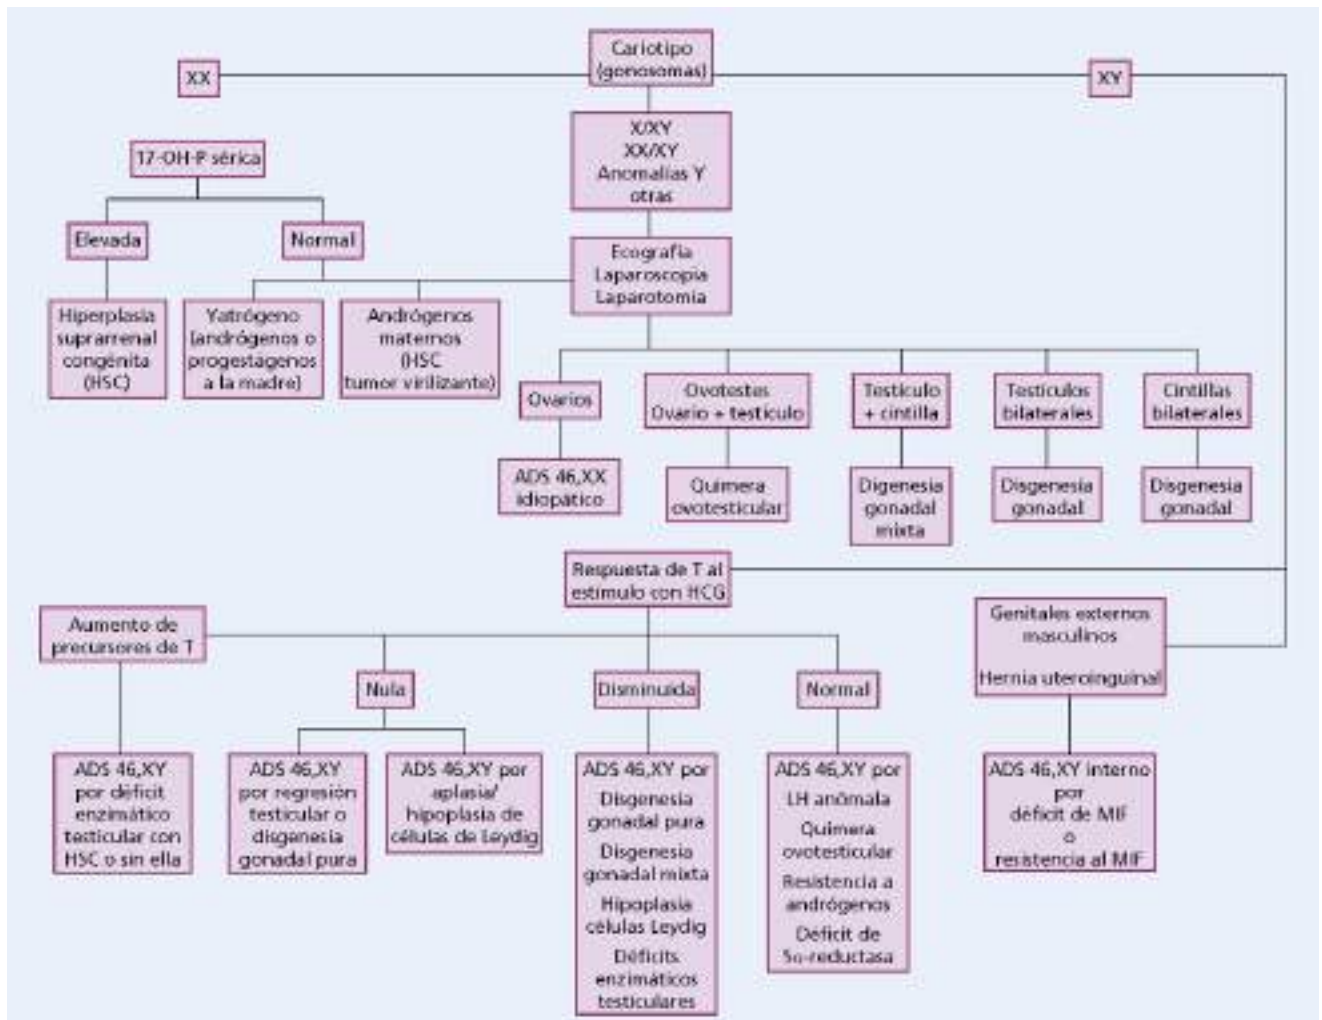 Cariotipo
(gonosomas)
XX
XY
X/XY
XX/XY
Anomalías Y
otras
17-OH-P sérica
Elevada
Normal
Ecografía
Laparoscopia
Laparotomia
Hiperplasia
suprarrenal
congénita
(HSC)
Yatrógeno
(andrógenos o
progestágenos
a la madre)
Andrógenos
maternos
(HSC
tumor virilizante)
Ovarios
Ovotestes
Ovario + testículo
Testículo
+ cintilla
Testículos
bilaterales
Cintillas
bilaterales
ADS 46,XX
idiopático
Quimera
ovotesticular
Digenesia
gonadal
mixta
Disgenesia
gonadal
Disgenesia
gonadal
Respuesta de T al
estímulo con HCG
Aumento de
precursores de T
Nula
Disminuida
Normal
Genitales externos
masculinos
Hernia uteroinguinal
ADS 46,XY
por déficit
enzimático
testicular con
HSC o sin ella
ADS 46,XY
por regresión
testicular o
disgenesia
gonadal pura
ADS 46,XY por
aplasia/
hipoplasia de
células de Leydig
ADS 46,XY por
Disgenesia
gonadal pura
Disgenesia
gonadal mixta
Hipoplasia
células Leydig
Déficits
enzimáticos
testiculares
ADS 46,XY por
LH anómala
Quimera
ovotesticular
Resistencia a
andrógenos
Déficit de
5α-reductasa
ADS 46,XY interno
por
déficit de MIF
o
resistencia al MIF